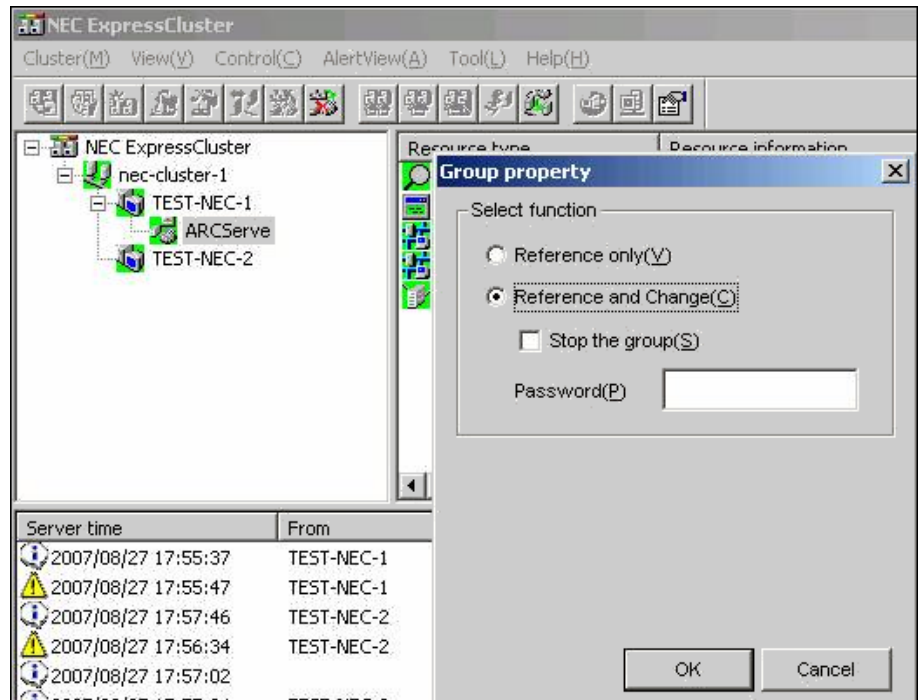 NEC ExpressCluster
Cluster(M) View(V) Control(C) AlertView(A) Tool(L) Help(H)
NEC ExpressCluster
nec-cluster-1
TEST-NEC-1
ARCServe
TEST-NEC-2
Resource type Resource information
Group property
Select function
Reference only(V)
Reference and Change(C)
Stop the group(S)
Password(P)
OK Cancel
Server time From
2007/08/27 17:55:37 TEST-NEC-1
2007/08/27 17:55:47 TEST-NEC-1
2007/08/27 17:57:46 TEST-NEC-2
2007/08/27 17:56:34 TEST-NEC-2
2007/08/27 17:57:02